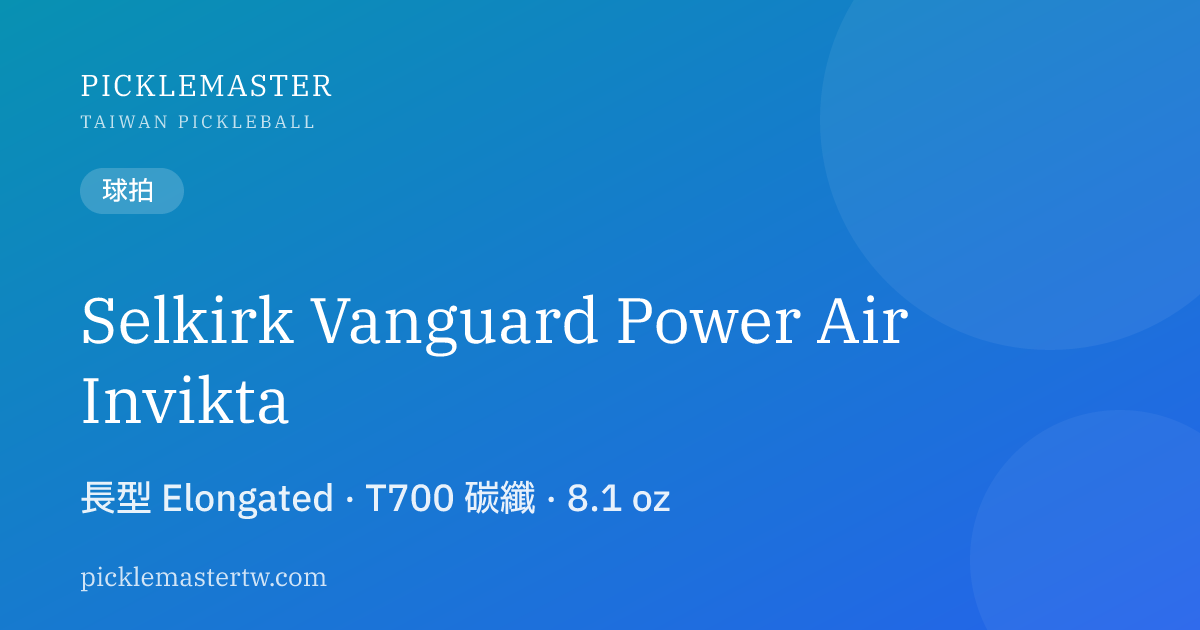 PICKLEMASTER
TAIWAN PICKLEBALL
球拍
Selkirk Vanguard Power Air
Invikta
長型 Elongated · T700 碳纖 · 8.1 oz
picklemastertw.com